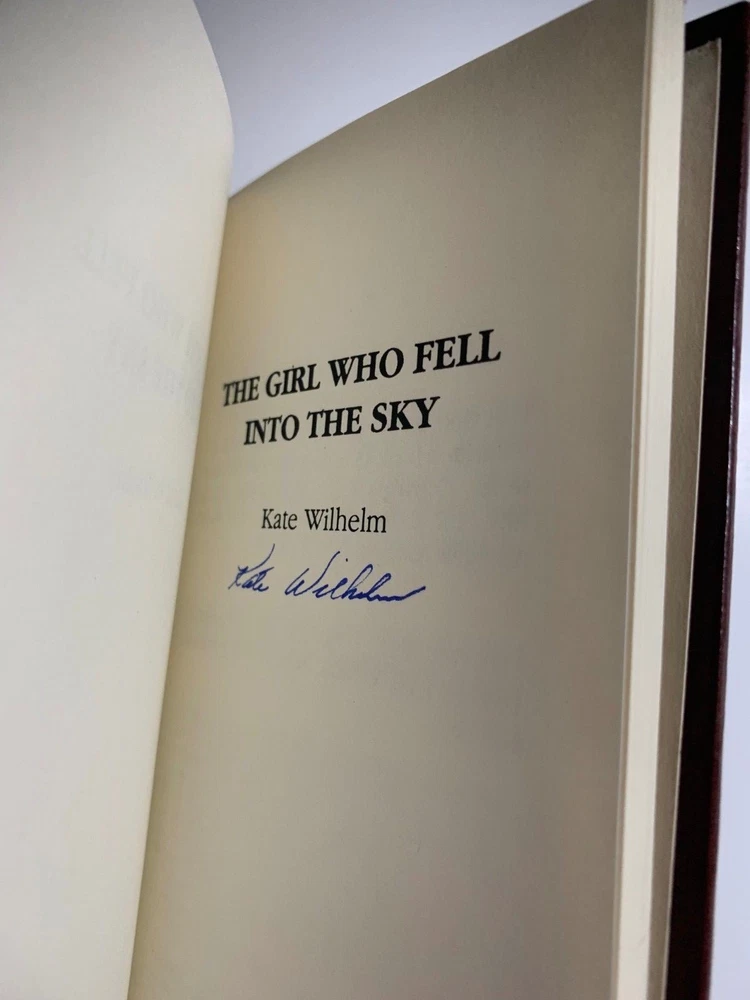 THE GIRL WHO FELL
INTO THE SKY
Kate Wilhelm
Kate Wilhelm